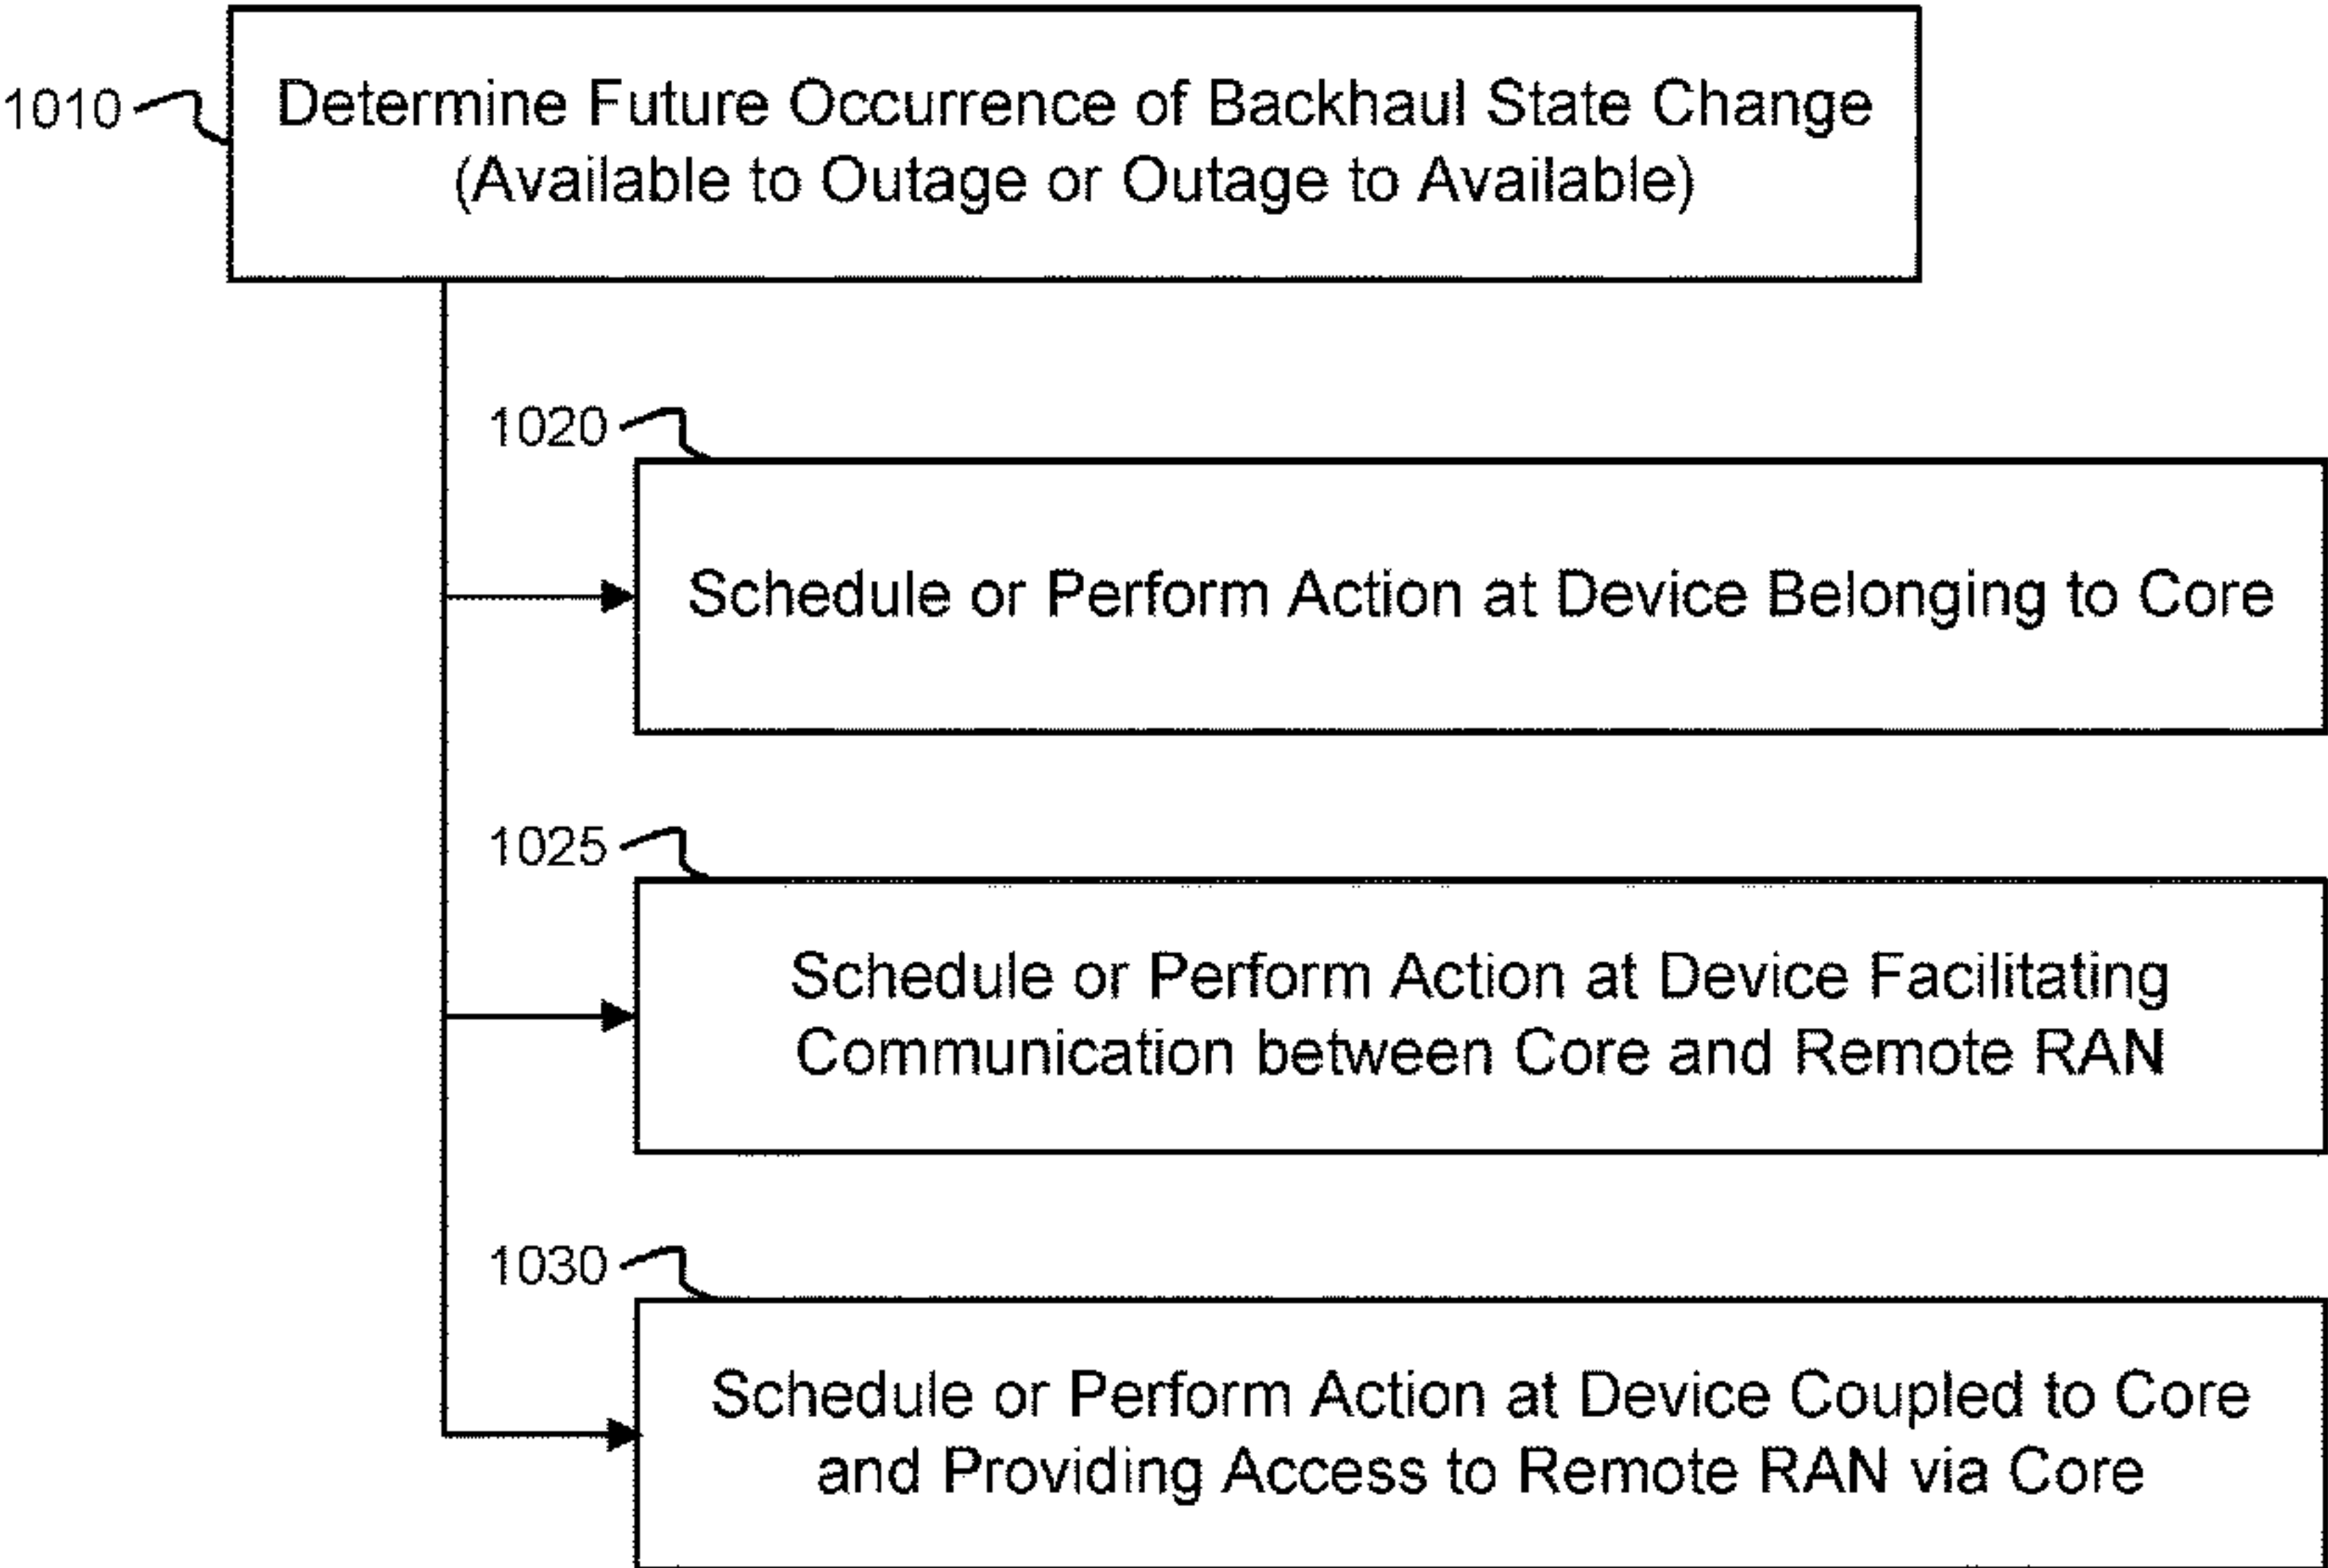 1010
Determine Future Occurrence of Backhaul State Change
(Available to Outage or Outage to Available)
1020
Schedule or Perform Action at Device Belonging to Core
1025
Schedule or Perform Action at Device Facilitating
Communication between Core and Remote RAN
1030
Schedule or Perform Action at Device Coupled to Core
and Providing Access to Remote RAN via Core